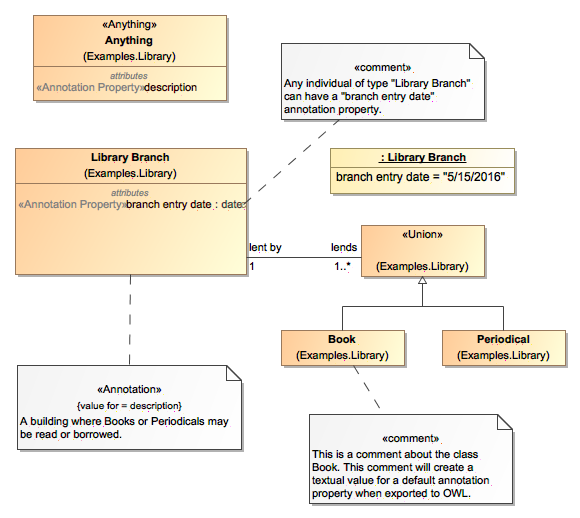 «Anything»
Anything
(Examples.Library)
attributes
«Annotation Property»description
«comment»
Any individual of type "Library Branch"
can have a "branch entry date"
annotation property.
Library Branch
(Examples.Library)
attributes
«Annotation Property»branch entry date : date
: Library Branch
branch entry date = "5/15/2016"
lent by
lends
1
1..*
«Union»
(Examples.Library)
Book
(Examples.Library)
Periodical
(Examples.Library)
«Annotation»
{value for = description}
A building where Books or Periodicals may
be read or borrowed.
«comment»
This is a comment about the class
Book. This comment will create a
textual value for a default annotation
property when exported to OWL.